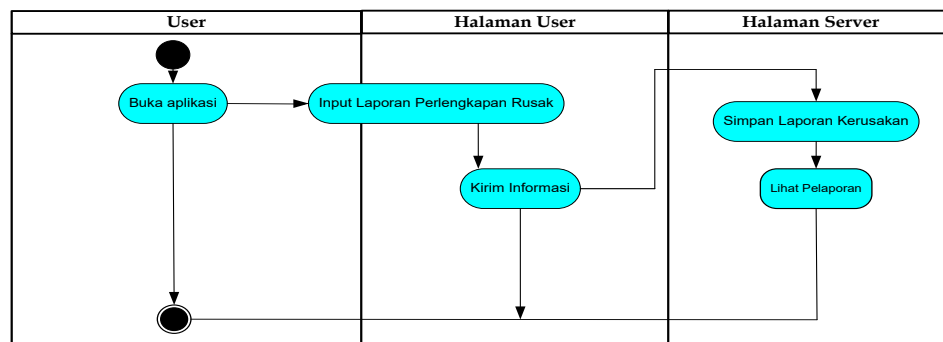 User
Halaman User
Halaman Server
Buka aplikasi
Input Laporan Perlengkapan Rusak
Simpan Laporan Kerusakan
Kirim Informasi
Lihat Pelaporan